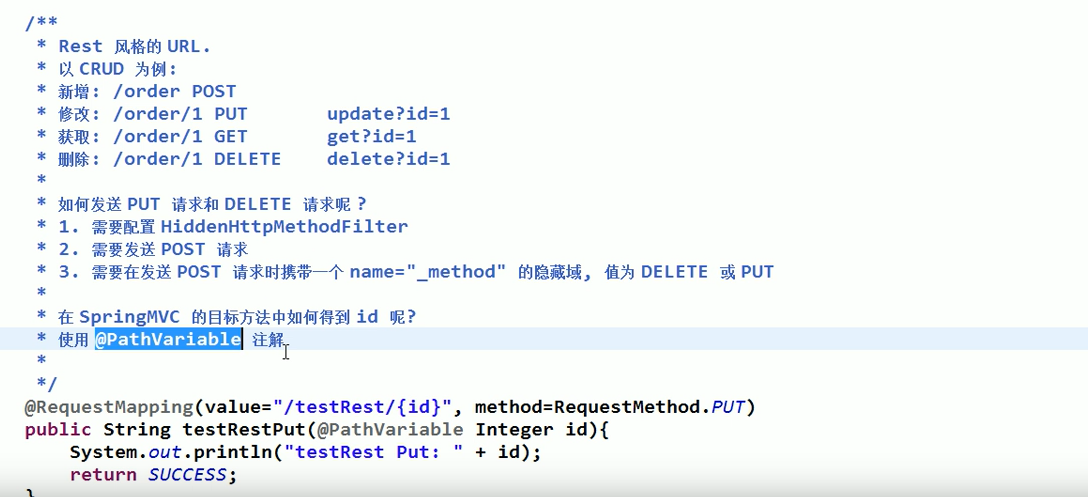 /**
* Rest 风格的 URL.
* 以 CRUD 为例:
* 新增: /order POST
* 修改: /order/1 PUT update?id=1
* 获取: /order/1 GET get?id=1
* 删除: /order/1 DELETE delete?id=1
*
* 如何发送 PUT 请求和 DELETE 请求呢 ?
* 1. 需要配置 HiddenHttpMethodFilter
* 2. 需要发送 POST 请求
* 3. 需要在发送 POST 请求时携带一个 name="_method" 的隐藏域, 值为 DELETE 或 PUT
*
* 在 SpringMVC 的目标方法中如何得到 id 呢?
* 使用 @PathVariable 注解
*
*/
@RequestMapping(value="/testRest/{id}", method=RequestMethod.PUT)
public String testRestPut(@PathVariable Integer id){
System.out.println("testRest Put: " + id);
return SUCCESS;
}